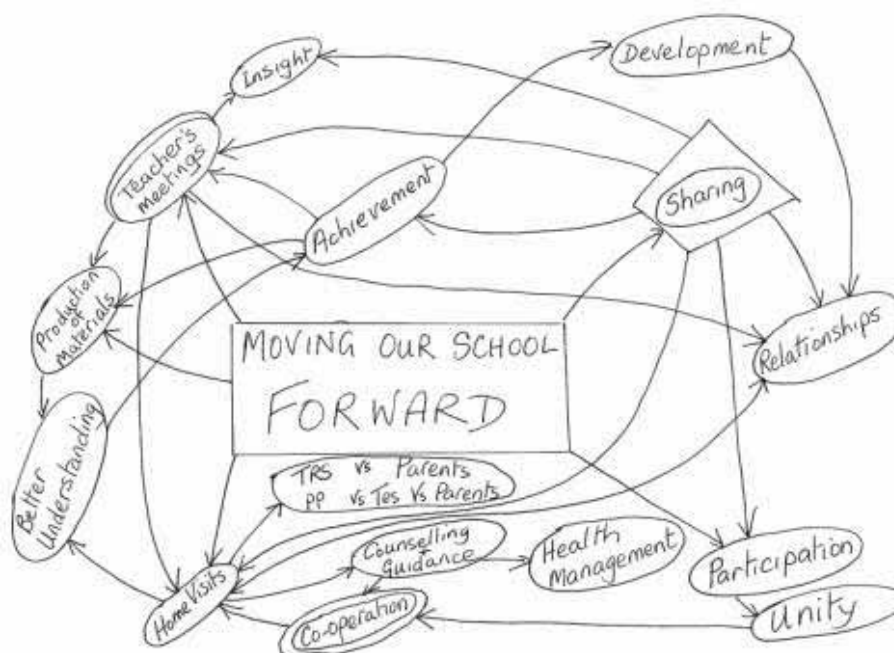 Insight
Development
Teacher's
Meetings
Achievement
Sharing
Production
of
Materials
MOVING OUR SCHOOL
FORWARD
Relationships
Better
Understanding
TRS vs Parents
PP vs Tes Vs Parents
Counselling
Guidance
Health
Management
Participation
Home Visits
Co-operation
Unity